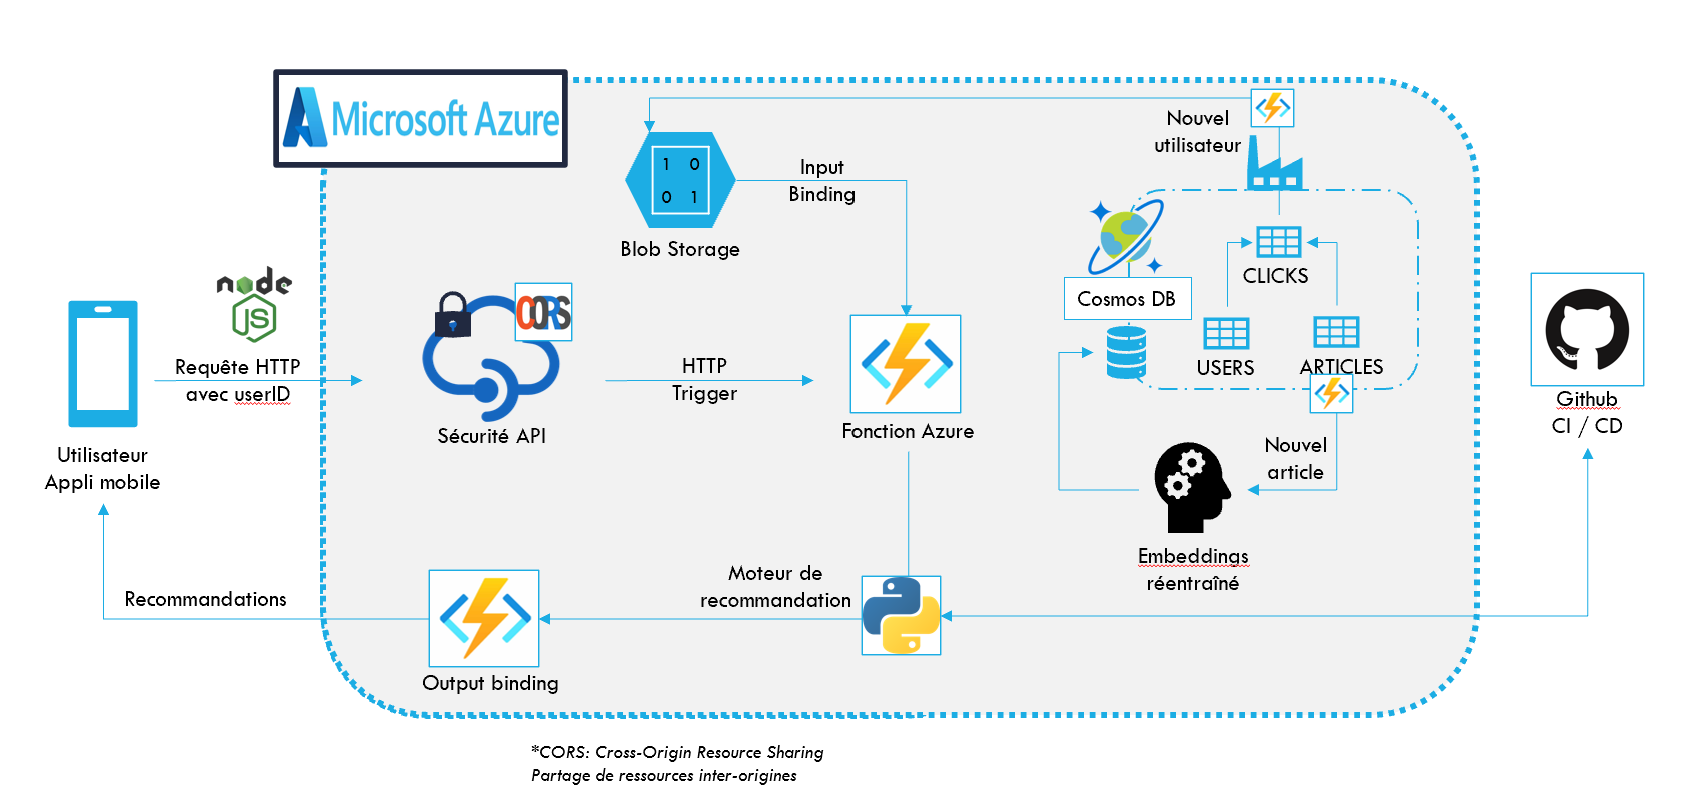 Microsoft Azure
Nouvel
utilisateur
1 0
0 1
Input
Binding
Blob Storage
CLICKS
Cosmos DB
USERS
ARTICLES
node
JS
CORS
Requête HTTP
avec userID
HTTP
Trigger
Sécurité API
Fonction Azure
Github
CI / CD
Nouvel
article
Utilisateur
Appli mobile
Embeddings
réentraîné
Moteur de
recommandation
Recommandations
Output binding
*CORS: Cross-Origin Resource Sharing
Partage de ressources inter-origines